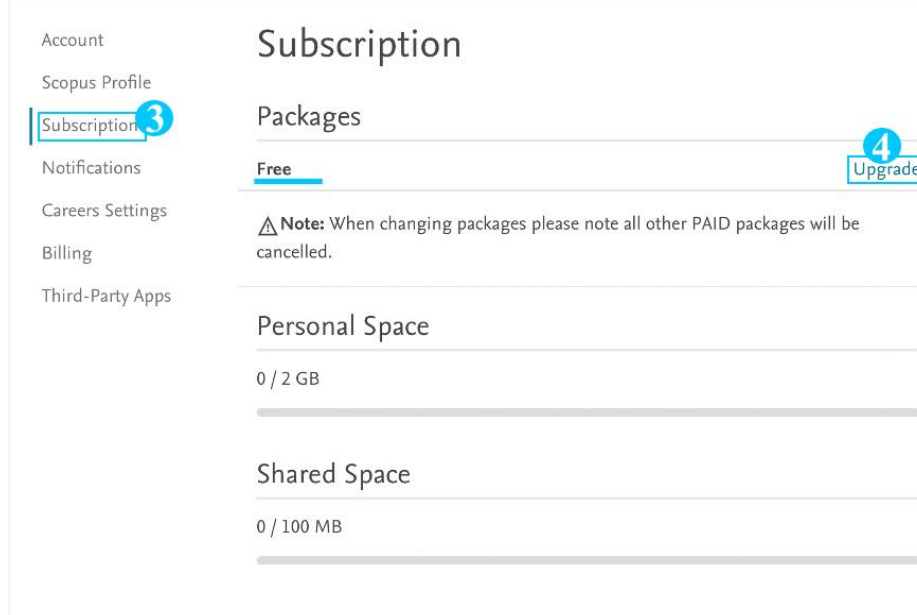 Account
Scopus Profile
Subscription 3
Notifications
Careers Settings
Billing
Third-Party Apps
Subscription
Packages
4
Free Upgrade
Note: When changing packages please note all other PAID packages will be
cancelled.
Personal Space
0 / 2 GB
Shared Space
0 / 100 MB